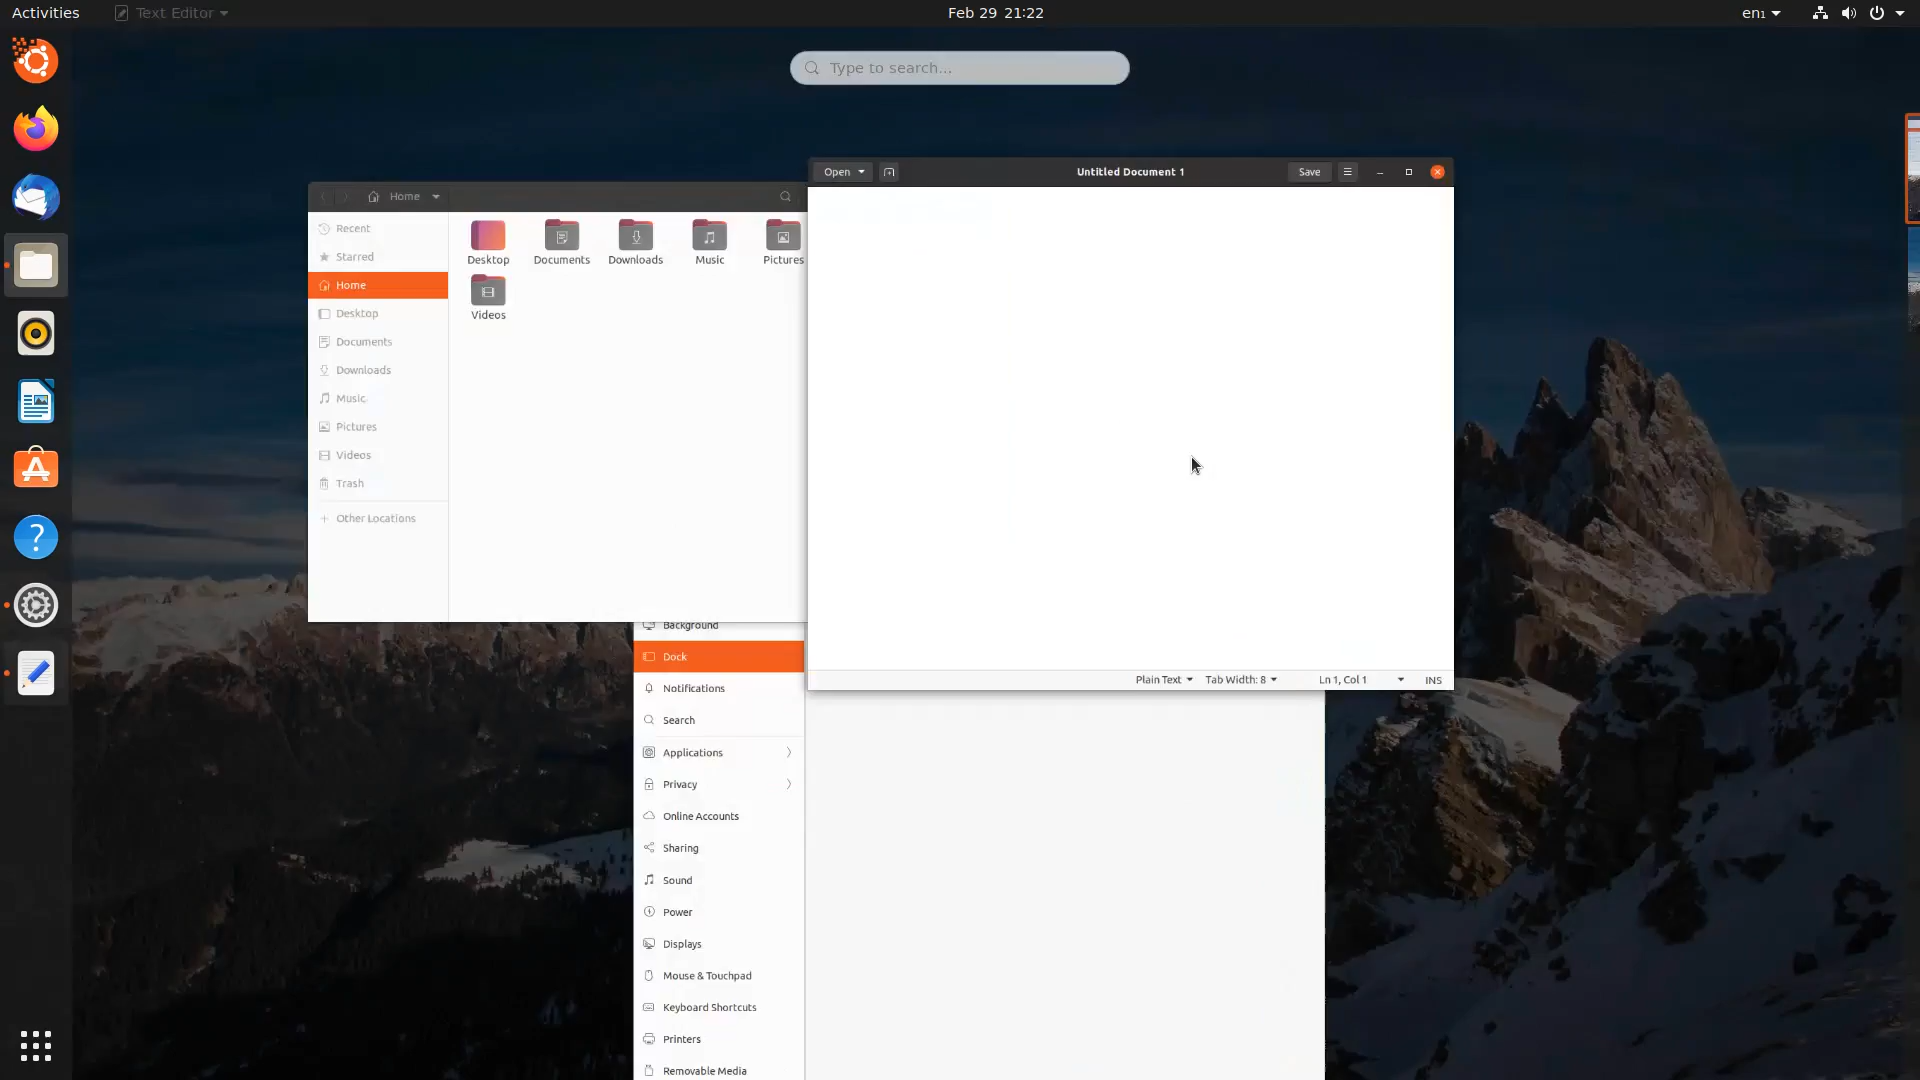 Activities
Text Editor
Feb 29 21:22
en₁
Type to search...
Home
Recent
Starred
Home
Desktop
Documents
Downloads
Music
Pictures
Videos
Trash
Other Locations
Desktop
Documents
Downloads
Music
Pictures
Videos
Open
Untitled Document 1
Save
Plain Text
Tab Width: 8
Ln 1, Col 1
INS
Background
Dock
Notifications
Search
Applications
Privacy
Online Accounts
Sharing
Sound
Power
Displays
Mouse & Touchpad
Keyboard Shortcuts
Printers
Removable Media